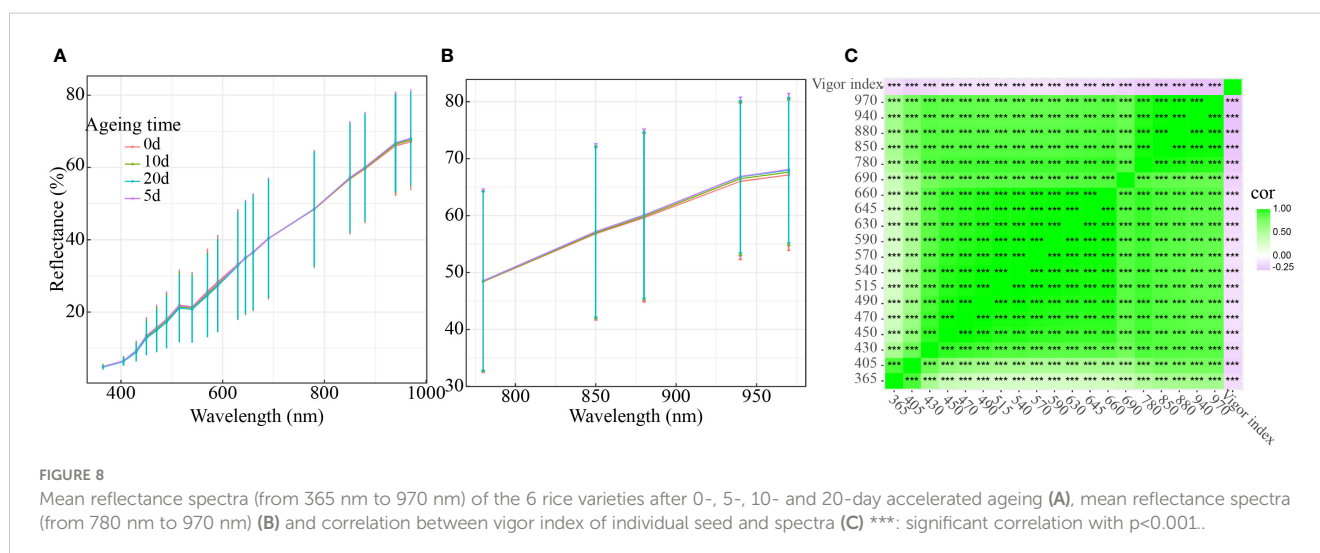 A
Reflectance (%)
80
60
40
20
Ageing time
0d
10d
20d
5d
400 600 800 1000
Wavelength (nm)
B
80
70
60
50
40
30
800 850 900 950
Wavelength (nm)
C
Vigor index *** *** *** *** *** *** *** *** *** *** *** *** *** *** *** *** *** *** ***
970
940
880
850
780
690
660
645
630
590
570
540
515
490
470
450
430
405
365
365 405 430 450 470 490 515 540 570 590 630 645 660 690 780 850 880 940 970 Vigor index
cor
1.00
0.50
0.00
-0.25
FIGURE 8
Mean reflectance spectra (from 365 nm to 970 nm) of the 6 rice varieties after 0-, 5-, 10- and 20-day accelerated ageing (A), mean reflectance spectra
(from 780 nm to 970 nm) (B) and correlation between vigor index of individual seed and spectra (C) ***: significant correlation with p<0.001..